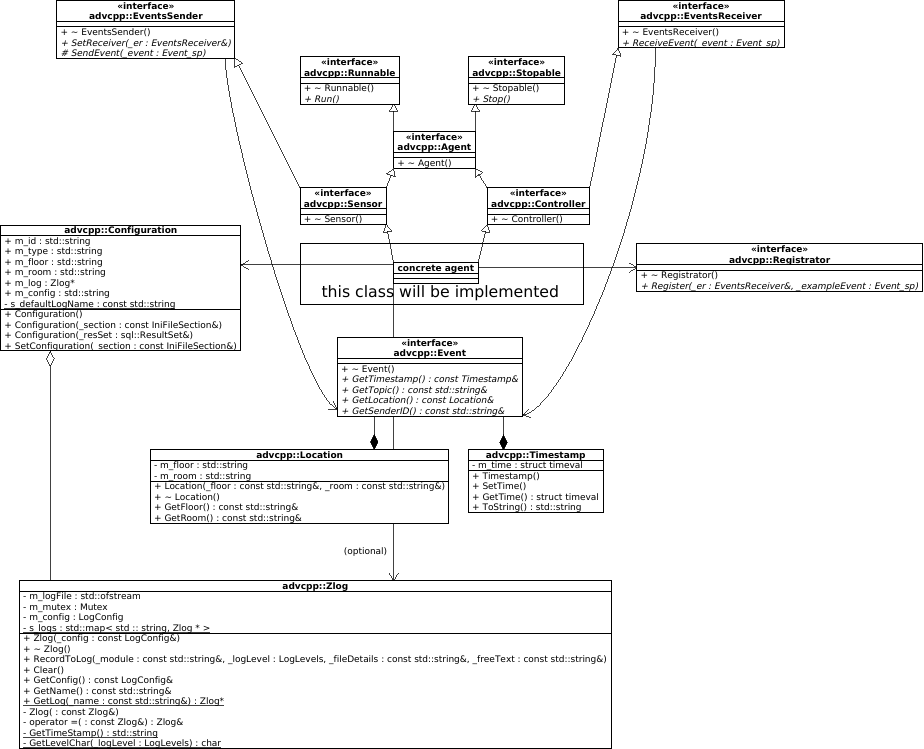 «interface»
advcpp::EventsSender
+ ~ EventsSender()
+ SetReceiver(_er : EventsReceiver&)
# SendEvent(_event : Event_sp)
«interface»
advcpp::EventsReceiver
+ ~ EventsReceiver()
+ ReceiveEvent(_event : Event_sp)
«interface»
advcpp::Runnable
+ ~ Runnable()
+ Run()
«interface»
advcpp::Stopable
+ ~ Stopable()
+ Stop()
«interface»
advcpp::Agent
+ ~ Agent()
«interface»
advcpp::Sensor
+ ~ Sensor()
«interface»
advcpp::Controller
+ ~ Controller()
advcpp::Configuration
+ m_id : std::string
+ m_type : std::string
+ m_floor : std::string
+ m_room : std::string
+ m_log : Zlog*
+ m_config : std::string
- s_defaultLogName : const std::string
+ Configuration()
+ Configuration(_section : const IniFileSection&)
+ Configuration(_resSet : sql::ResultSet&)
+ SetConfiguration(_section : const IniFileSection&)
concrete agent
this class will be implemented
«interface»
advcpp::Registrator
+ ~ Registrator()
+ Register(_er : EventsReceiver&, _exampleEvent : Event_sp)
«interface»
advcpp::Event
+ ~ Event()
+ GetTimestamp() : const Timestamp&
+ GetTopic() : const std::string&
+ GetLocation() : const Location&
+ GetSenderID() : const std::string&
advcpp::Location
- m_floor : std::string
- m_room : std::string
+ Location(_floor : const std::string&, _room : const std::string&)
+ ~ Location()
+ GetFloor() : const std::string&
+ GetRoom() : const std::string&
advcpp::Timestamp
- m_time : struct timeval
+ Timestamp()
+ SetTime()
+ GetTime() : struct timeval
+ ToString() : std::string
(optional)
advcpp::Zlog
- m_logFile : std::ofstream
- m_mutex : Mutex
- m_config : LogConfig
- s_logs : std::map< std :: string, Zlog * >
+ Zlog(_config : const LogConfig&)
+ ~ Zlog()
+ RecordToLog(_module : const std::string&, _logLevel : LogLevels, _fileDetails : const std::string&, _freeText : const std::string&)
+ Clear()
+ GetConfig() : const LogConfig&
+ GetName() : const std::string&
+ GetLog(_name : const std::string&) : Zlog*
- Zlog( : const Zlog&)
- operator =( : const Zlog&) : Zlog&
- GetTimeStamp() : std::string
- GetLevelChar(_logLevel : LogLevels) : char